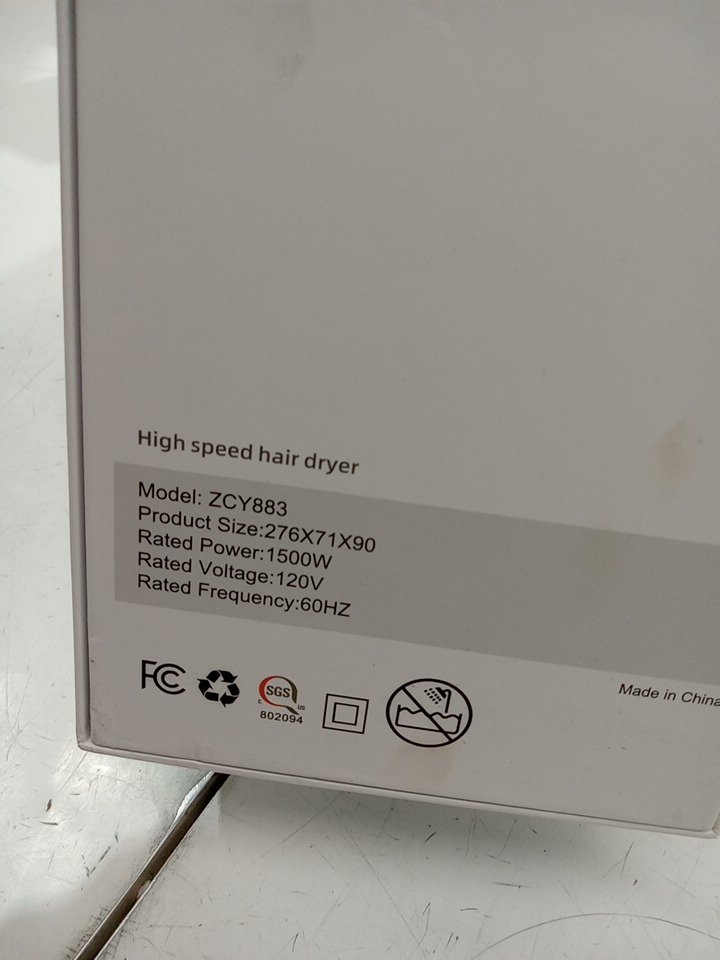 High speed hair dryer
Model: ZCY883
Product Size:276X71X90
Rated Power:1500W
Rated Voltage:120V
Rated Frequency:60HZ
FC
SGS
C US
802094
Made in China